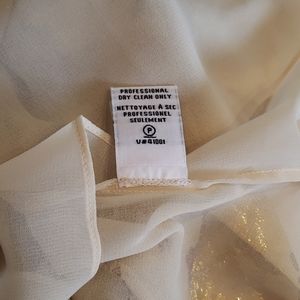 PROFESSIONAL
DRY CLEAN ONLY
NETTOYAGE À SEC
PROFESSIONEL
SEULEMENT
P
V#41001